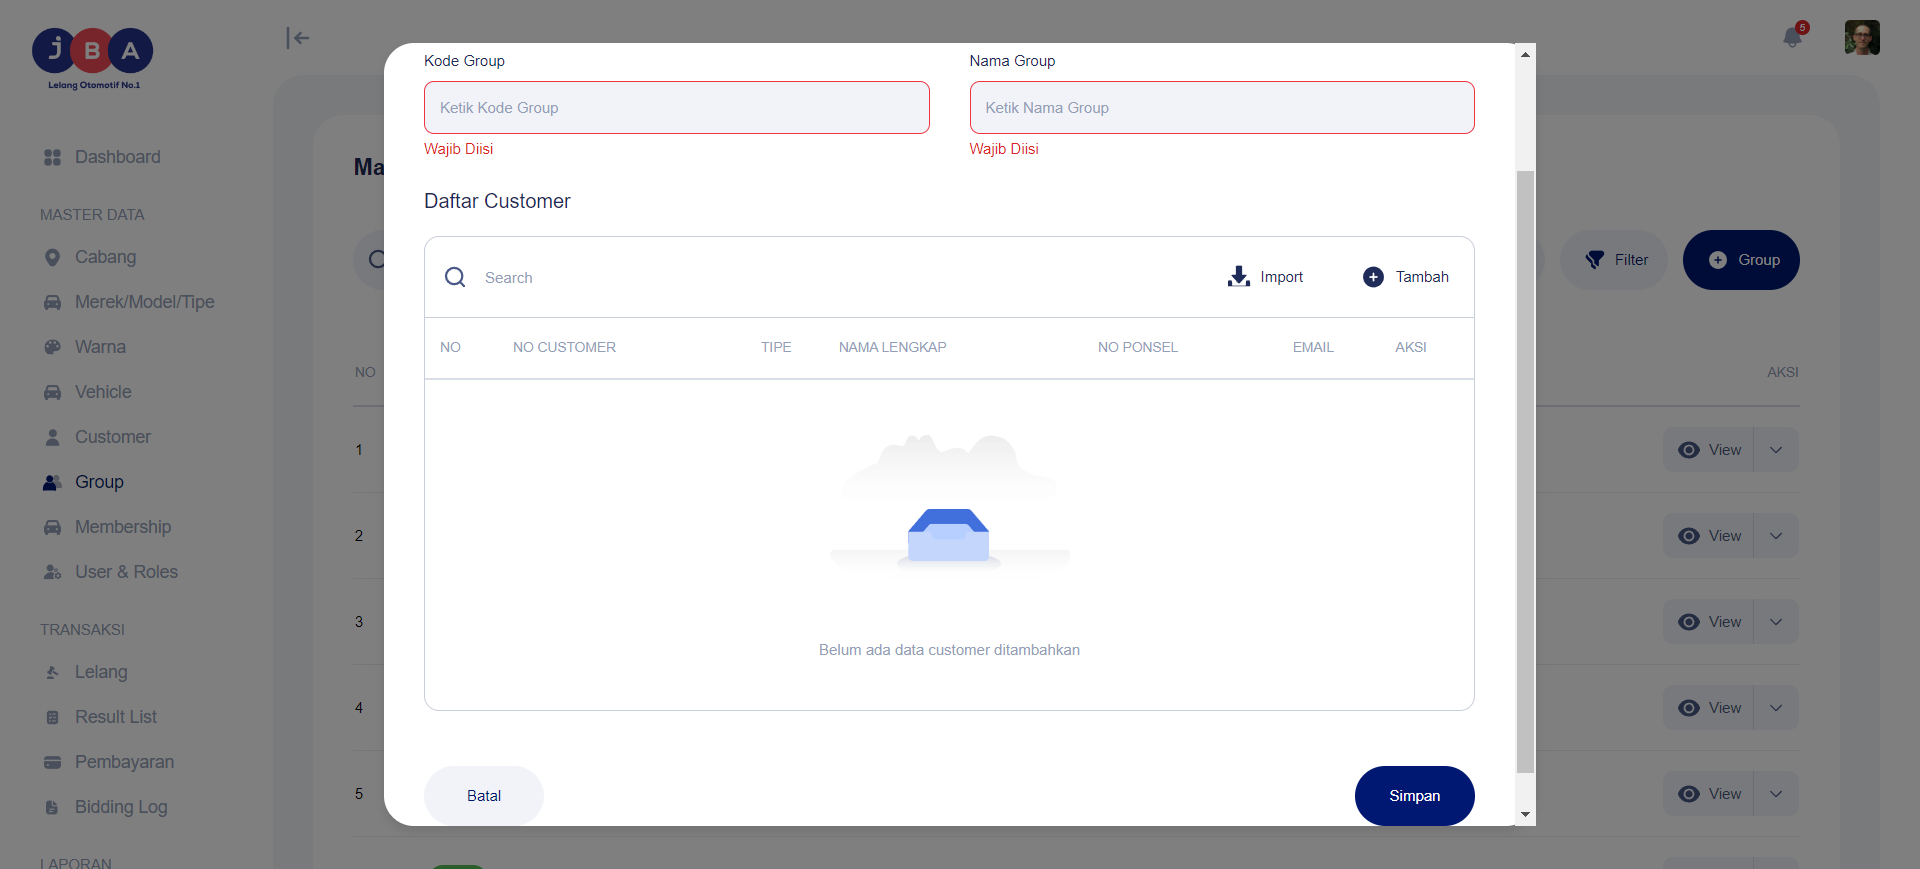 JBA
Lelang Otomotif No.1
5
Dashboard
MASTER DATA
Cabang
Merek/Model/Tipe
Warna
Vehicle
Customer
Group
Membership
User & Roles
TRANSAKSI
Lelang
Result List
Pembayaran
Bidding Log
LAPORAN
Ma
Filter
Group
NO
AKSI
1
View
2
View
3
View
4
View
5
View
Kode Group
Nama Group
Ketik Kode Group
Ketik Nama Group
Wajib Diisi
Wajib Diisi
Daftar Customer
Search
Import
Tambah
NO NO CUSTOMER TIPE NAMA LENGKAP NO PONSEL EMAIL AKSI
Belum ada data customer ditambahkan
Batal
Simpan